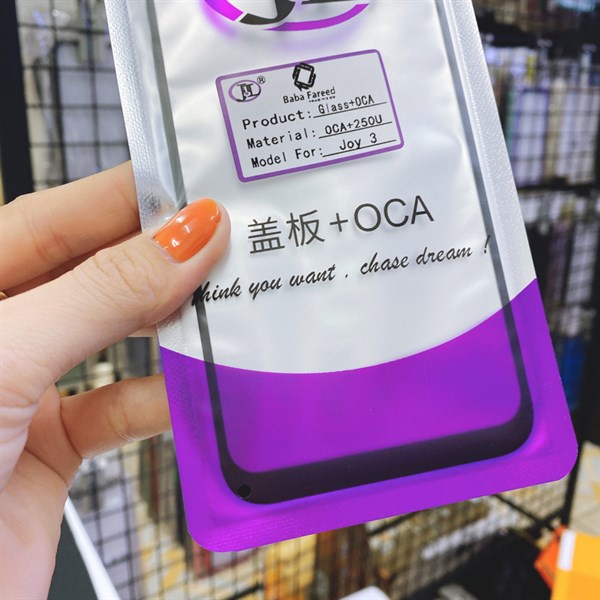 ®
Baba Fareed
Product: Glass+OCA
Material: OCA+250U
Model For: Joy 3
盖板+OCA
Think you want . chase dream !